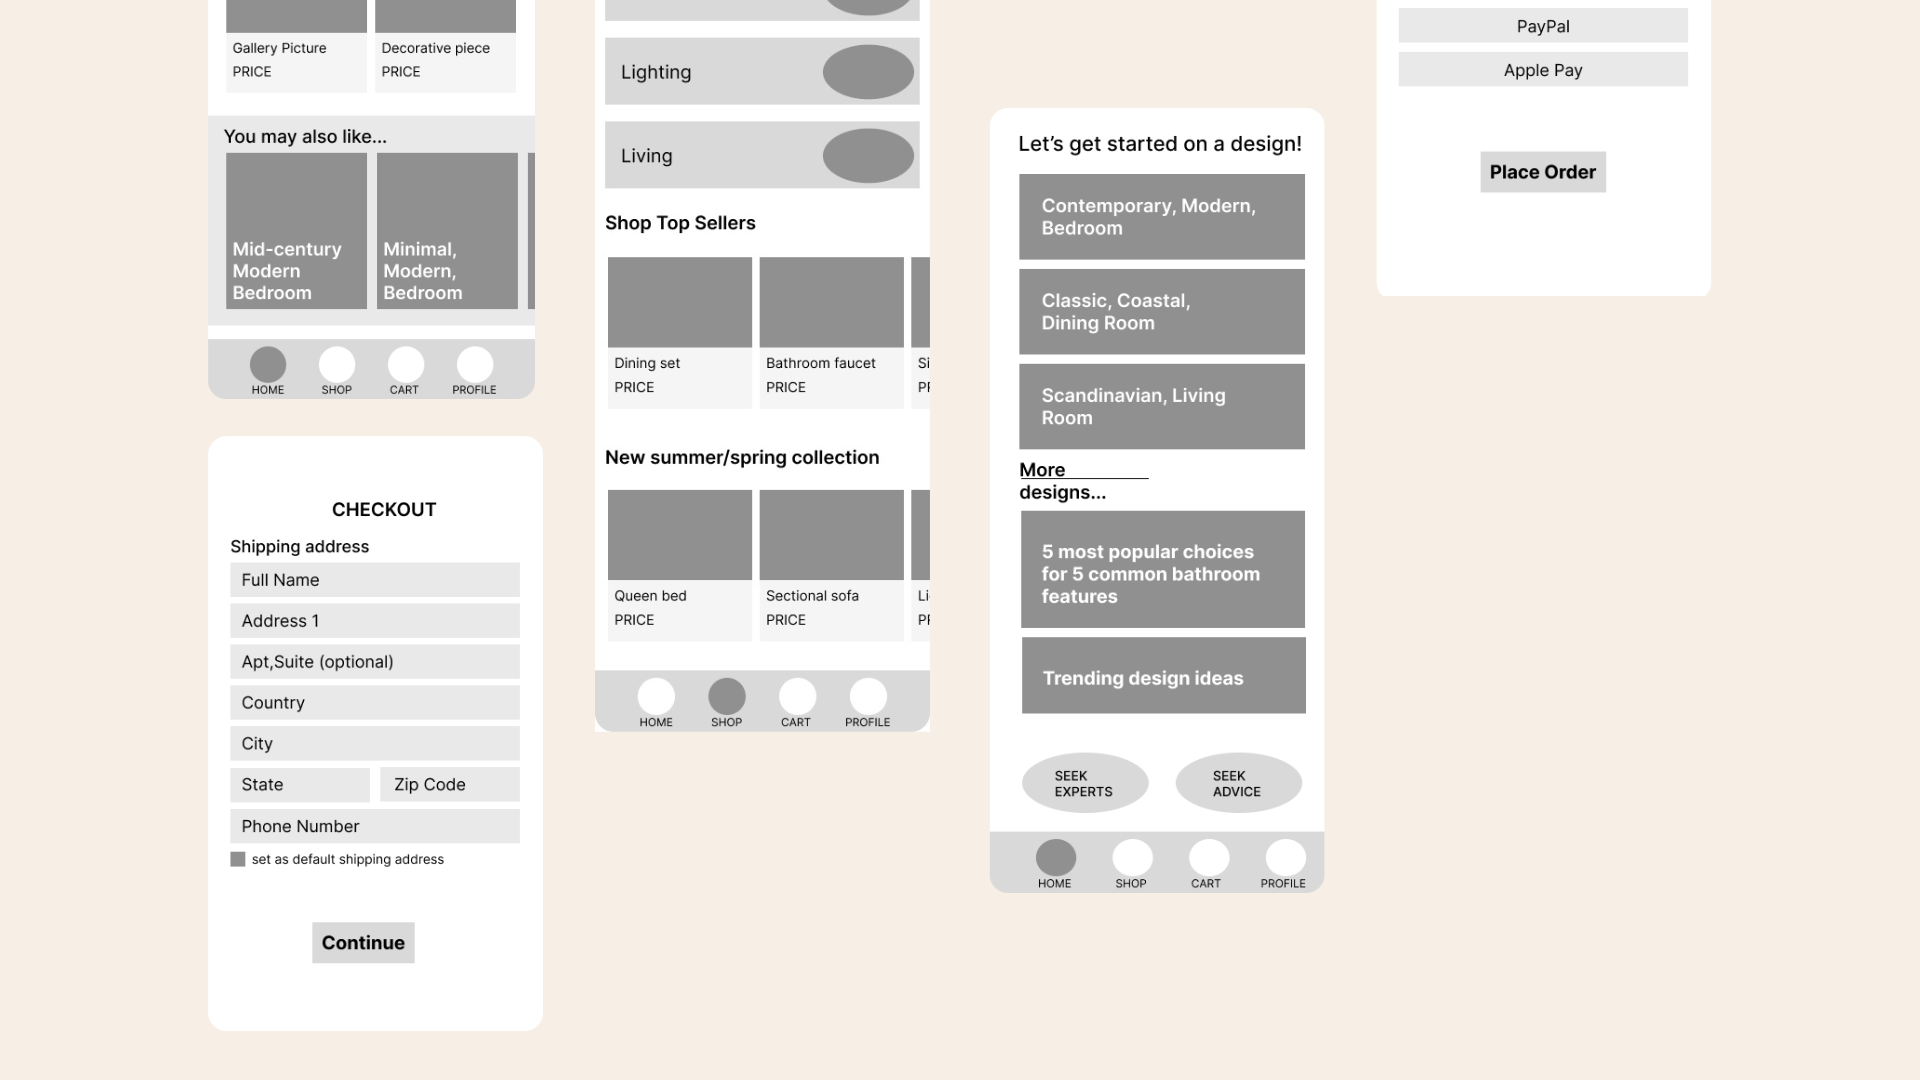 Gallery Picture
PRICE
Decorative piece
PRICE
You may also like...
Mid-century
Modern
Bedroom
Minimal,
Modern,
Bedroom
HOME
SHOP
CART
PROFILE
CHECKOUT
Shipping address
Full Name
Address 1
Apt,Suite (optional)
Country
City
State
Zip Code
Phone Number
set as default shipping address
Continue
Lighting
Living
Shop Top Sellers
Dining set
PRICE
Bathroom faucet
PRICE
New summer/spring collection
Queen bed
PRICE
Sectional sofa
PRICE
HOME
SHOP
CART
PROFILE
Let’s get started on a design!
Contemporary, Modern,
Bedroom
Classic, Coastal,
Dining Room
Scandinavian, Living
Room
More
designs...
5 most popular choices
for 5 common bathroom
features
Trending design ideas
SEEK
EXPERTS
SEEK
ADVICE
HOME
SHOP
CART
PROFILE
PayPal
Apple Pay
Place Order